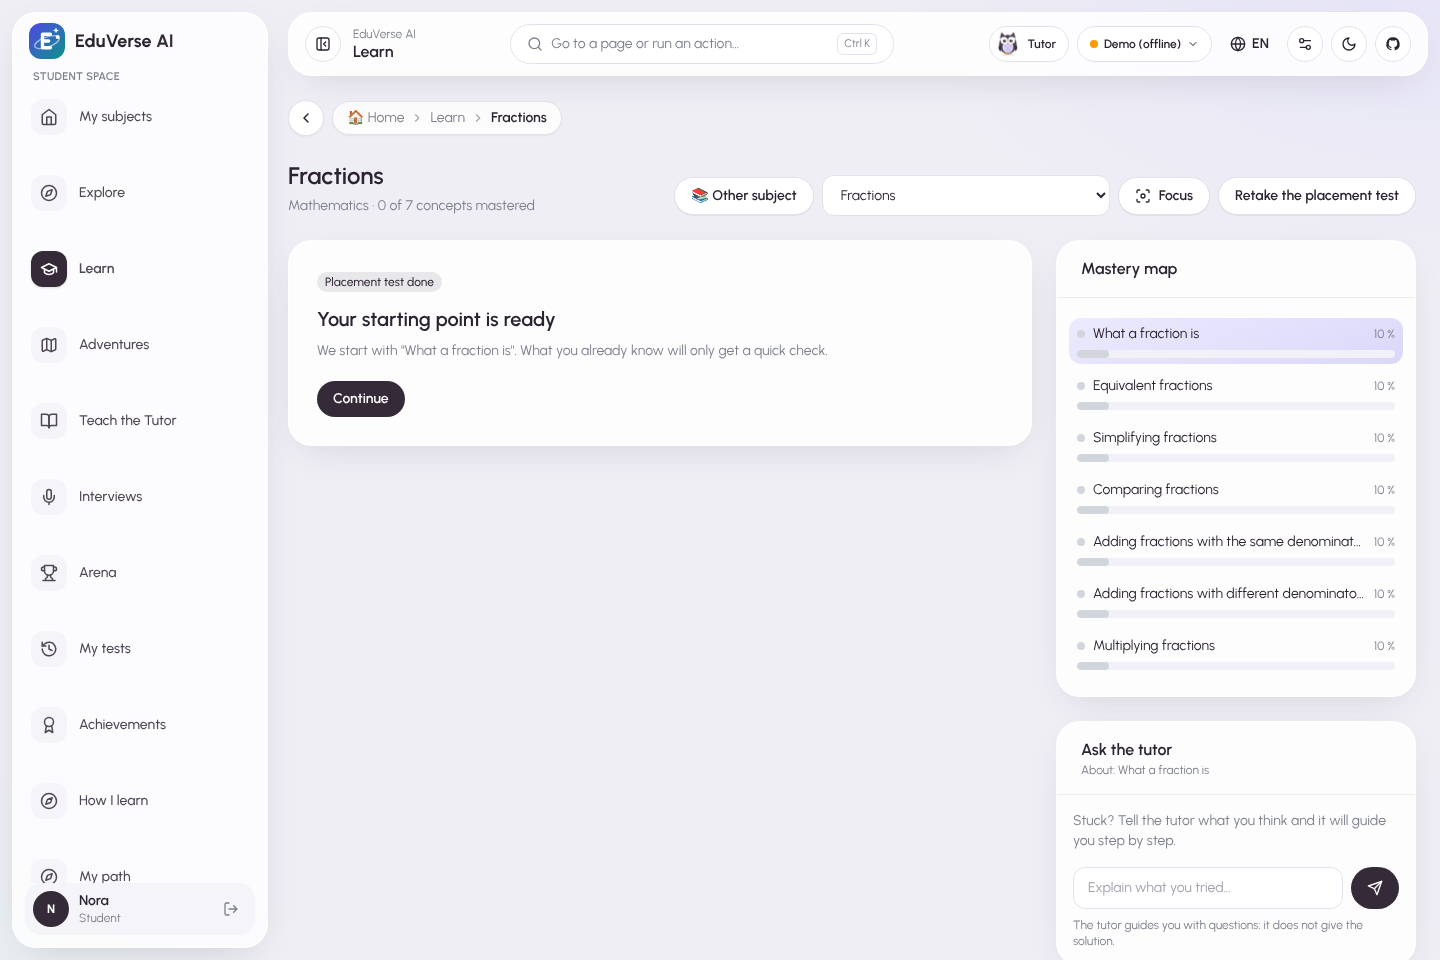 EduVerse AI
STUDENT SPACE
My subjects
Explore
Learn
Adventures
Teach the Tutor
Interviews
Arena
My tests
Achievements
How I learn
My path
N
Nora
Student
EduVerse AI
Learn
Go to a page or run an action...
Ctrl K
Tutor
Demo (offline)
EN
Home
Learn
Fractions
Fractions
Mathematics · 0 of 7 concepts mastered
Other subject
Fractions
Focus
Retake the placement test
Placement test done
Your starting point is ready
We start with "What a fraction is". What you already know will only get a quick check.
Continue
Mastery map
What a fraction is 10 %
Equivalent fractions 10 %
Simplifying fractions 10 %
Comparing fractions 10 %
Adding fractions with the same denominat... 10 %
Adding fractions with different denominato... 10 %
Multiplying fractions 10 %
Ask the tutor
About: What a fraction is
Stuck? Tell the tutor what you think and it will guide
you step by step.
Explain what you tried...
The tutor guides you with questions: it does not give the
solution.